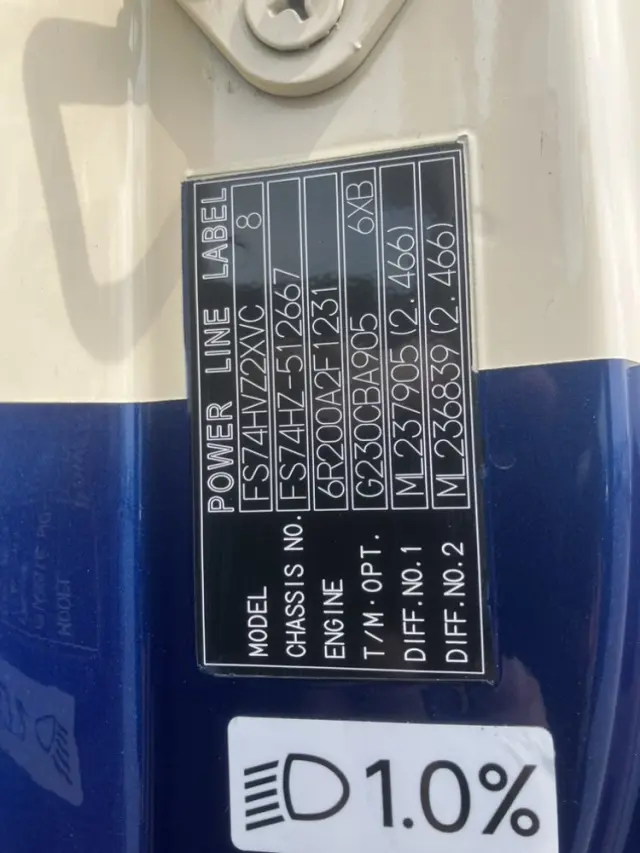 POWER LINE LABEL
MODEL FS74HVZ2XVC 8
CHASSIS NO. FS74HZ-512667
ENGINE 6R200A2F1231
T/M·OPT. G230CBA905 6XB
DIFF.NO.1 ML237905(2.466)
DIFF.NO.2 ML236839(2.466)
1.0%